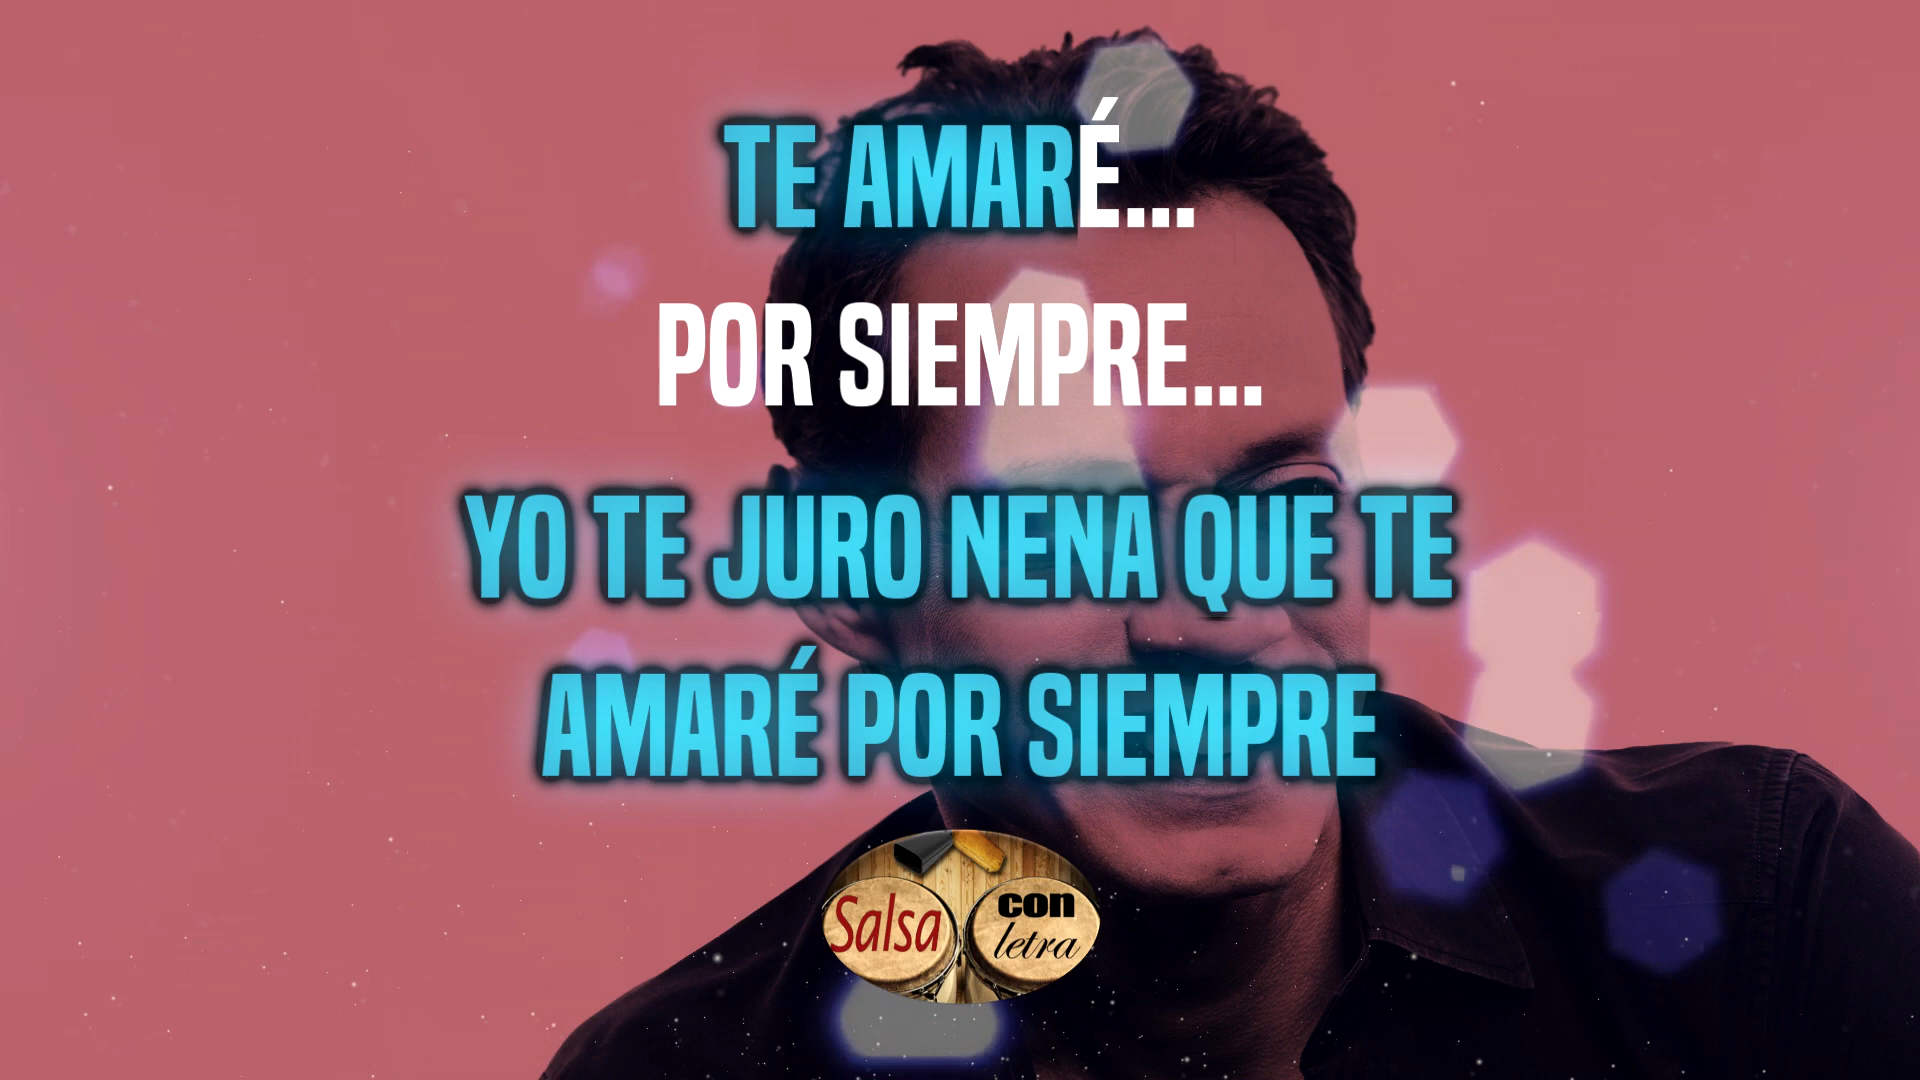 TE AMARÉ...
POR SIEMPRE...
YO TE JURO NENA QUE TE
AMARÉ POR SIEMPRE
Salsa con
letra